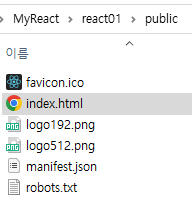 MyReact > react01 > public
이름
favicon.ico
index.html
logo192.png
logo512.png
manifest.json
robots.txt